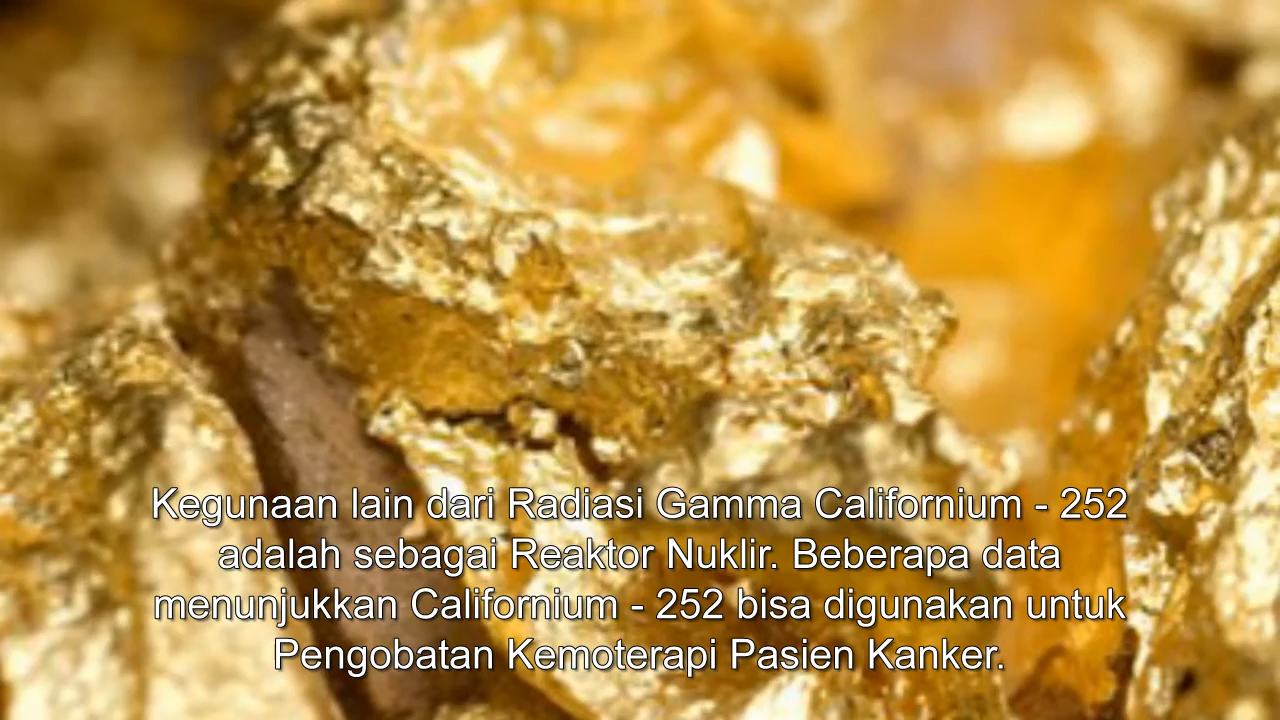 Kegunaan lain dari Radiasi Gamma Californium - 252
adalah sebagai Reaktor Nuklir. Beberapa data
menunjukkan Californium - 252 bisa digunakan untuk
Pengobatan Kemoterapi Pasien Kanker.